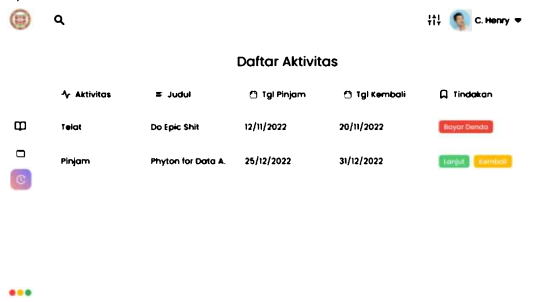 C. Henry
Daftar Aktivitas
Aktivitas Judul Tgl Pinjam Tgl Kembali Tindakan
Telat Do Epic Shit 12/11/2022 20/11/2022 Bayar Denda
Pinjam Phyton for Data A. 25/12/2022 31/12/2022 Lanjut Kembali